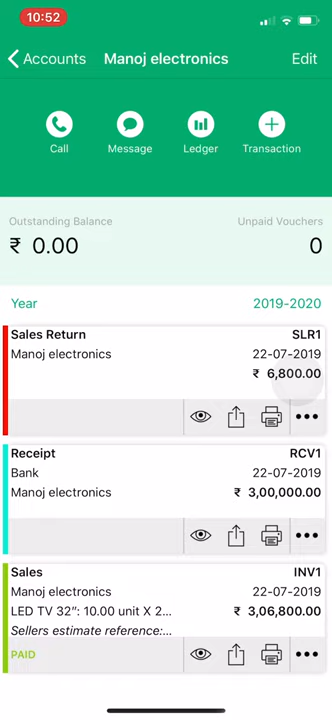 10:52
Accounts Manoj electronics Edit
Call Message Ledger Transaction
Outstanding Balance Unpaid Vouchers
₹ 0.00 0
Year 2019-2020
Sales Return SLR1
Manoj electronics 22-07-2019
₹ 6,800.00
Receipt RCV1
Bank 22-07-2019
Manoj electronics ₹ 3,00,000.00
Sales INV1
Manoj electronics 22-07-2019
LED TV 32”: 10.00 unit X 2... ₹ 3,06,800.00
Sellers estimate reference:...
PAID